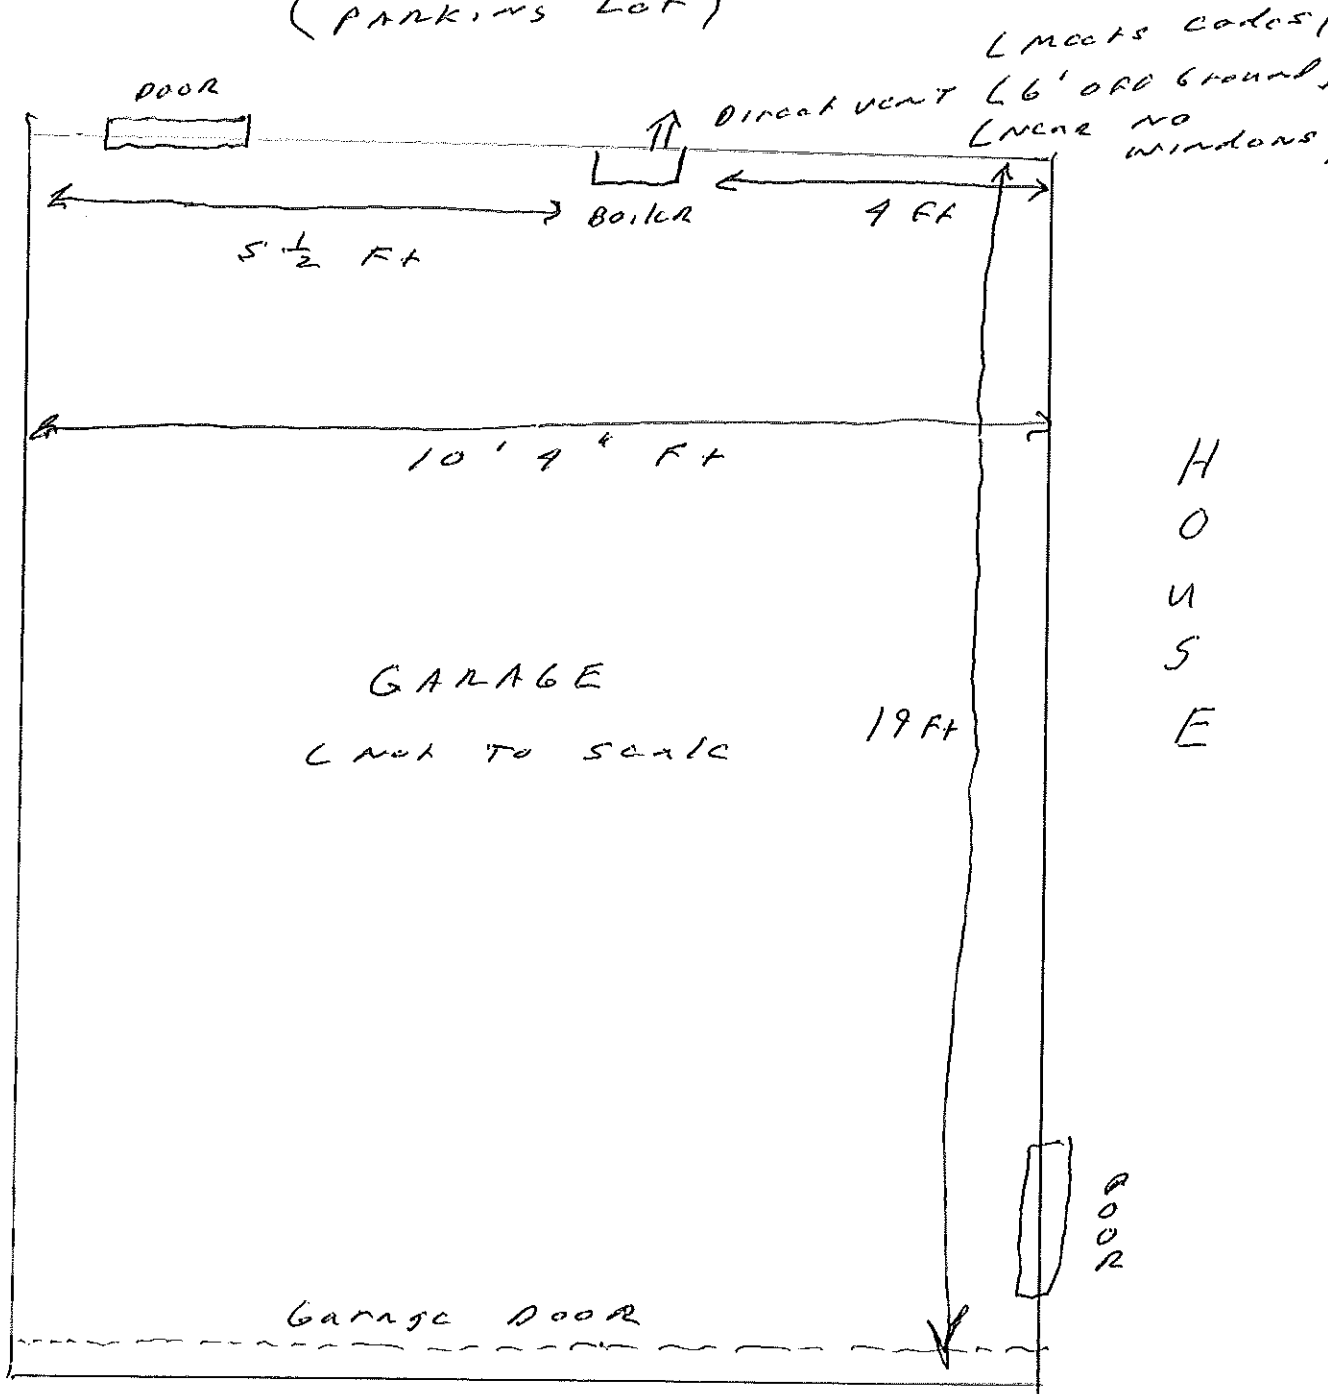 (PARKING LOT)
(Meets codes)
DOOR
Direct vent (6' off Ground)
(Near no
windows)
Boiler
4 Ft
5 1/2 Ft
10' 4" Ft
H
O
U
S
E
GARAGE
(Not To Scale
19 Ft
D
O
O
R
Garage DOOR